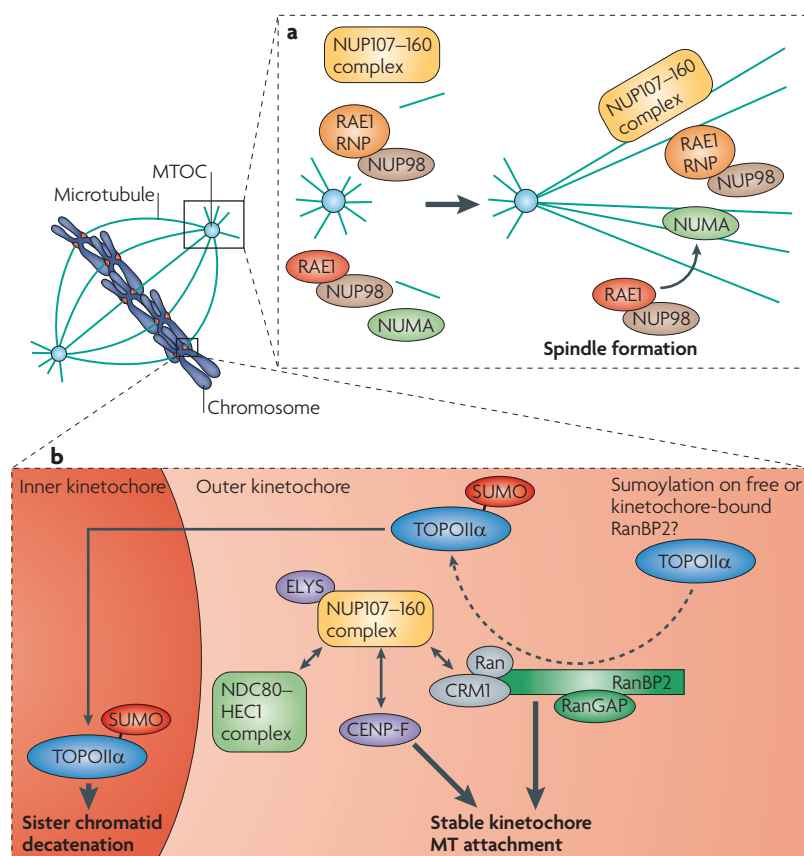 a
NUP107–160
complex
RAE1
RNP
NUP98
RAE1
NUP98
NUMA
NUP107–160
complex
RAE1
RNP
NUP98
NUMA
RAE1
NUP98
Spindle formation
MTOC
Microtubule
Chromosome
b
Inner kinetochore
Outer kinetochore
SUMO
TOPOIIα
Sumoylation on free or
kinetochore-bound
RanBP2?
TOPOIIα
ELYS
NUP107–160
complex
Ran
CRM1
RanBP2
RanGAP
NDC80–
HEC1
complex
CENP-F
SUMO
TOPOIIα
Sister chromatid
decatenation
Stable kinetochore
MT attachment